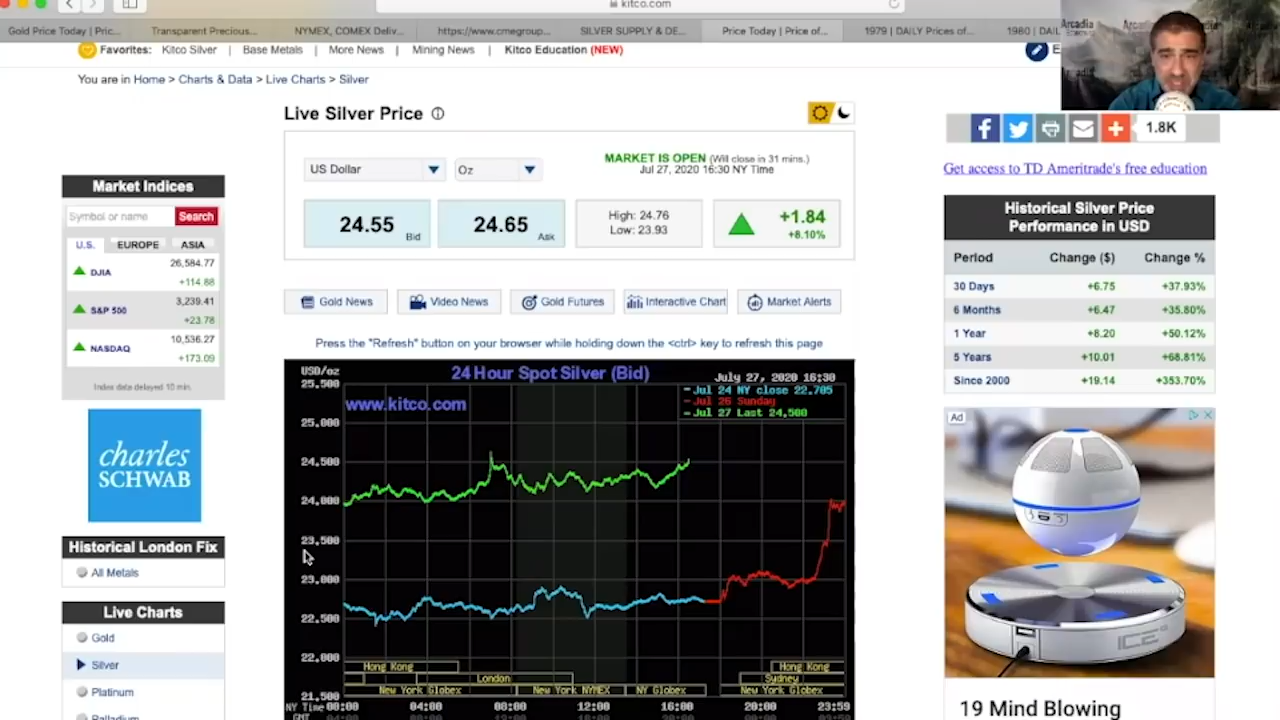 kitco.com
Gold Price Today | Pric...
Transparent Precious...
NYMEX, COMEX Deliv...
https://www.cmegroup...
SILVER SUPPLY & DE...
Price Today | Price of...
1979 | DAILY Prices of...
1980 | DAIL
Arcadia
Favorites: Kitco Silver | Base Metals | More News | Mining News | Kitco Education (NEW)
You are in Home > Charts & Data > Live Charts > Silver
Live Silver Price
US Dollar
Oz
MARKET IS OPEN (Will close in 31 mins.)
Jul 27, 2020 16:30 NY Time
24.55 Bid
24.65 Ask
High: 24.76
Low: 23.93
+1.84
+8.10%
Gold News
Video News
Gold Futures
Interactive Chart
Market Alerts
Press the "Refresh" button on your browser while holding down the <ctrl> key to refresh this page
Market Indices
Symbol or name
Search
U.S. EUROPE ASIA
DJIA 26,584.77
+114.88
S&P 500 3,239.41
+23.78
NASDAQ 10,536.27
+173.09
Index data delayed 10 min.
charles
SCHWAB
Historical London Fix
All Metals
Live Charts
Gold
Silver
Platinum
Palladium
USD/oz
24 Hour Spot Silver (Bid)
July 27, 2020 16:30
www.kitco.com
Jul 24 NY close 22,705
Jul 26 Sunday
Jul 27 Last 24,500
25,500
25,000
24,500
24,000
23,500
23,000
22,500
22,000
21,500
Hong Kong
Hong Kong
London
Sydney
New York Globex
New York NYMEX
NY Globex
New York Globex
NY Time 00:00 04:00 08:00 12:00 16:00 20:00 23:59
GMT
1.8K
Get access to TD Ameritrade's free education
Historical Silver Price
Performance in USD
Period Change ($) Change %
30 Days +6.75 +37.93%
6 Months +6.47 +35.80%
1 Year +8.20 +50.12%
5 Years +10.01 +68.81%
Since 2000 +19.14 +353.70%
Ad
ICE
19 Mind Blowing